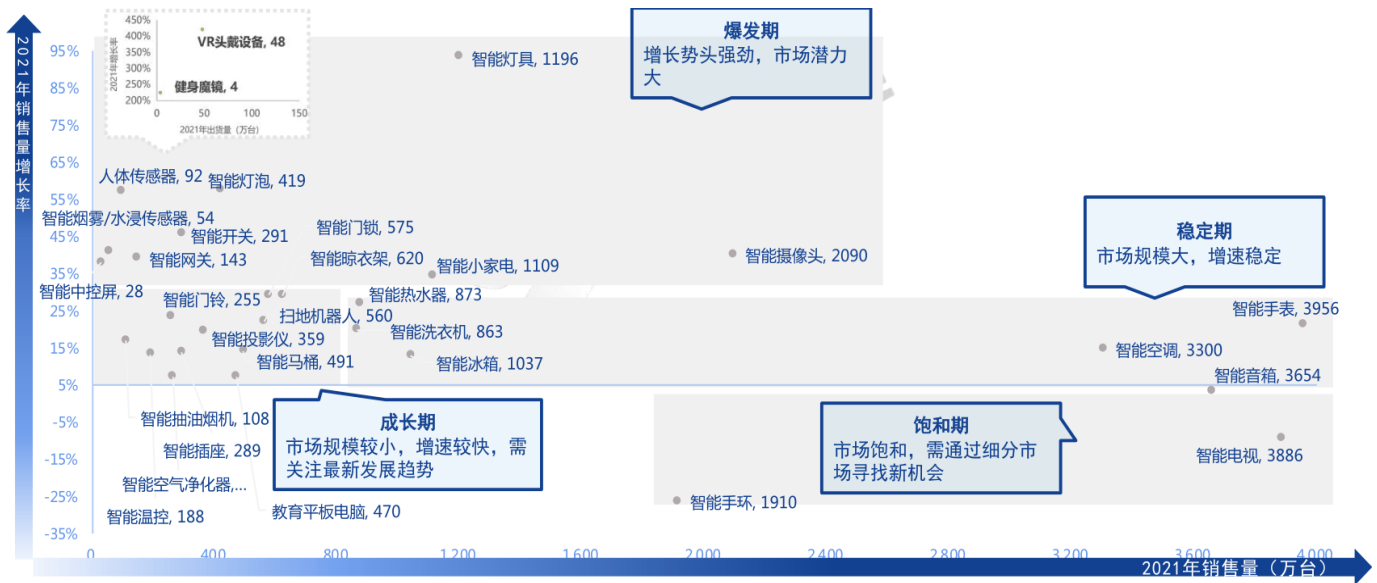 2021年销售量增长率
95%
85%
75%
65%
55%
45%
35%
25%
15%
5%
-5%
-15%
-25%
-35%
450%
400%
350%
300%
250%
200%
2021年增长率
VR头戴设备, 48
健身魔镜, 4
0
50
100
150
2021年出货量（万台）
智能灯具, 1196
爆发期
增长势头强劲，市场潜力
大
人体传感器, 92
智能灯泡, 419
智能烟雾/水浸传感器, 54
智能开关, 291
智能门锁, 575
智能网关, 143
智能晾衣架, 620
智能小家电, 1109
智能摄像头, 2090
稳定期
市场规模大，增速稳定
智能中控屏, 28
智能门铃, 255
智能热水器, 873
扫地机器人, 560
智能手表, 3956
智能投影仪, 359
智能洗衣机, 863
智能马桶, 491
智能冰箱, 1037
智能空调, 3300
智能音箱, 3654
智能抽油烟机, 108
智能插座, 289
智能空气净化器,...
智能温控, 188
教育平板电脑, 470
成长期
市场规模较小，增速较快，需
关注最新发展趋势
饱和期
市场饱和，需通过细分市
场寻找新机会
智能电视, 3886
智能手环, 1910
0
400
800
1,200
1,600
2,000
2,400
2,800
3,200
3,600
4,000
2021年销售量（万台）